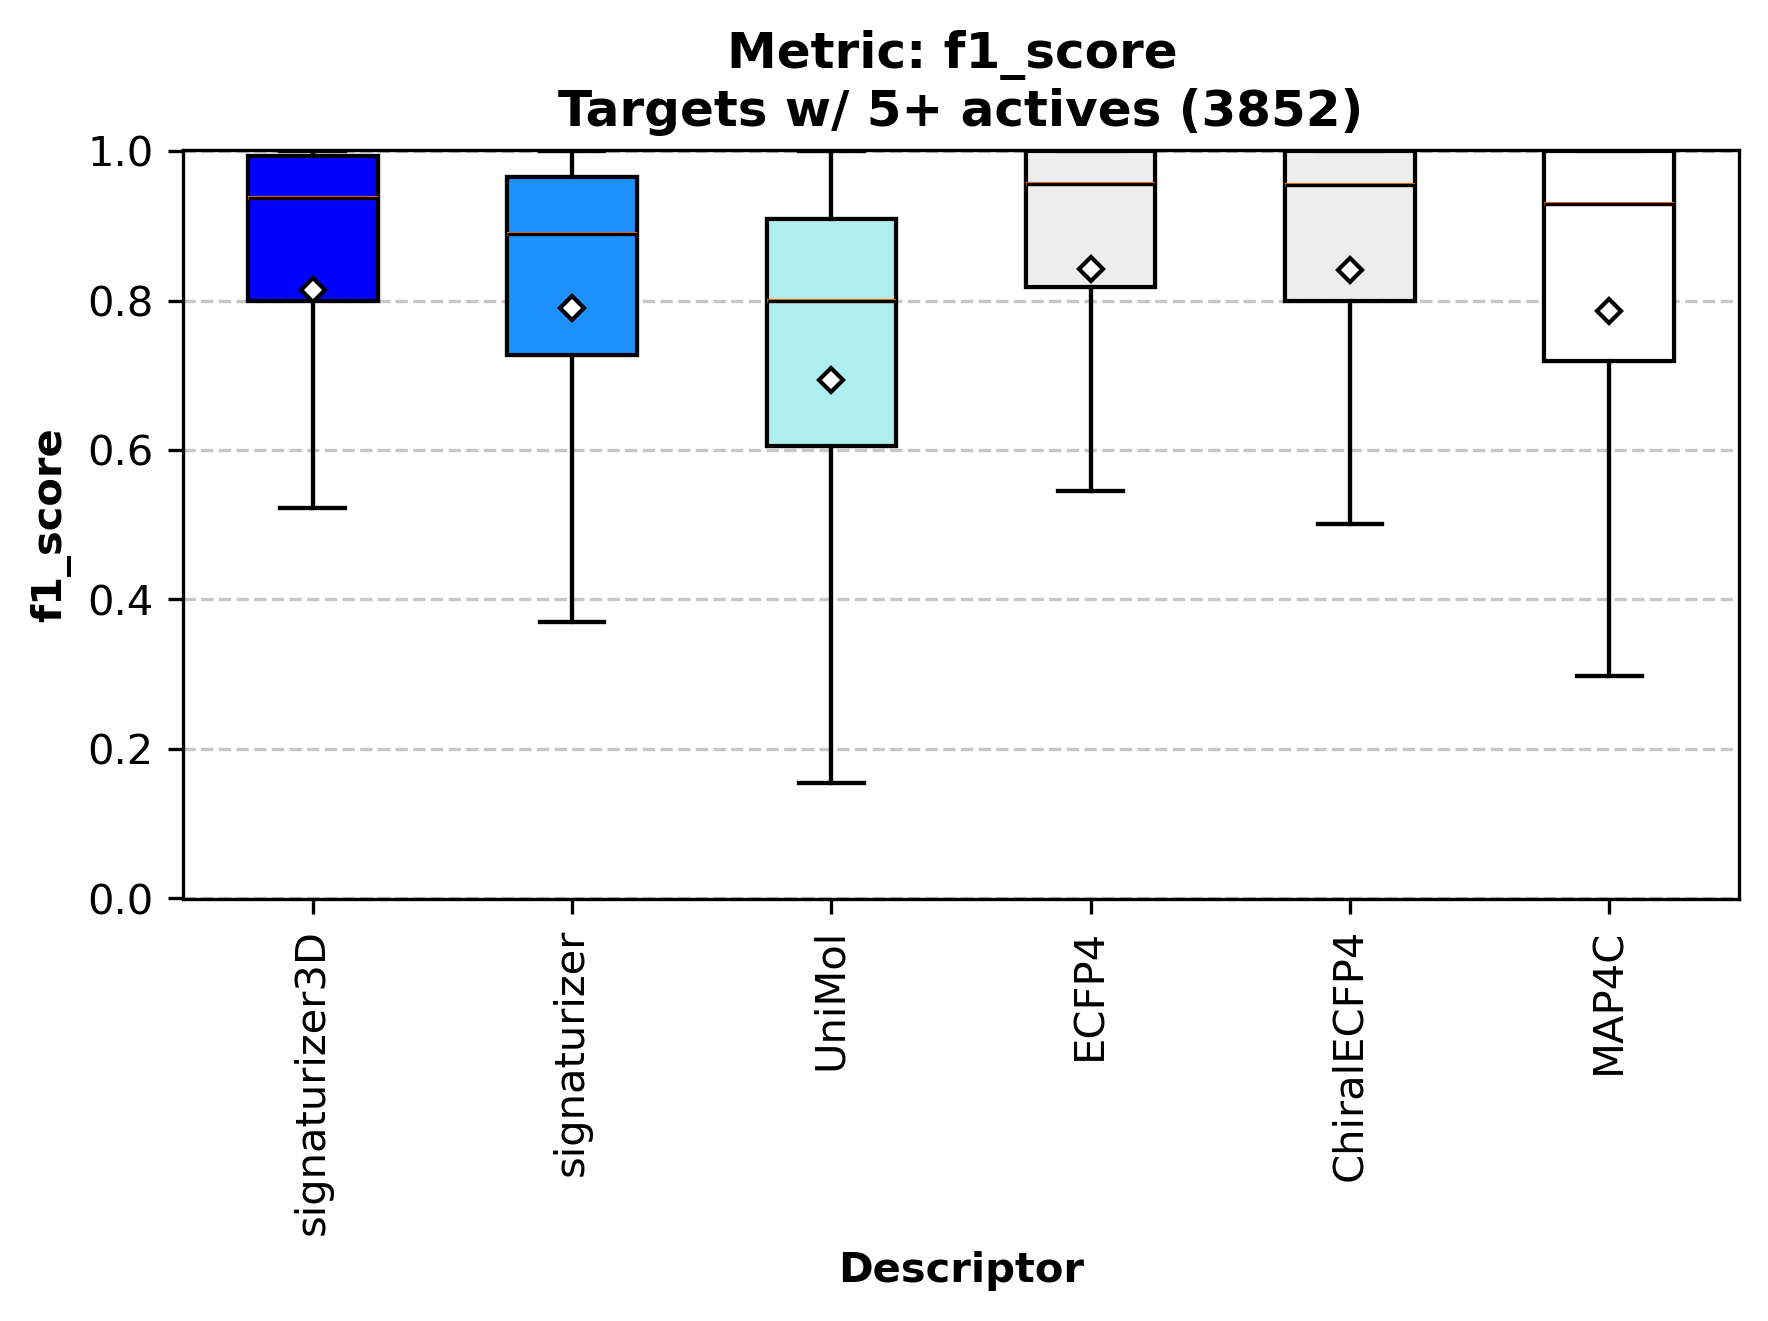 Metric: f1_score
Targets w/ 5+ actives (3852)
1.0
0.8
0.6
0.4
0.2
0.0
f1_score
signaturizer3D
signaturizer
UniMol
ECFP4
ChiralECFP4
MAP4C
Descriptor